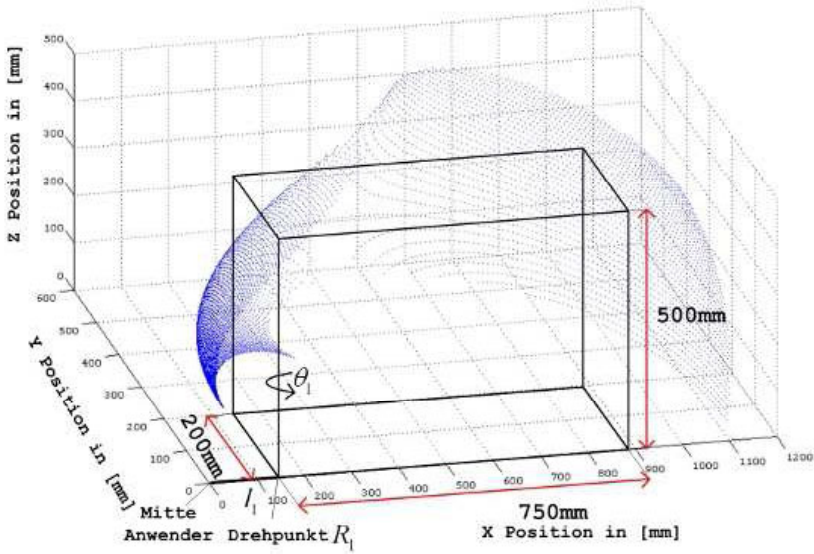 Z Position in [mm]
500
400
300
200
100
0
Y Position in [mm]
600
500
400
300
200
100
0
X Position in [mm]
0
100
200
300
400
500
600
700
800
900
1000
1100
1200
500mm
750mm
200mm
θ₁
l₁
Mitte
Anwender Drehpunkt R₁